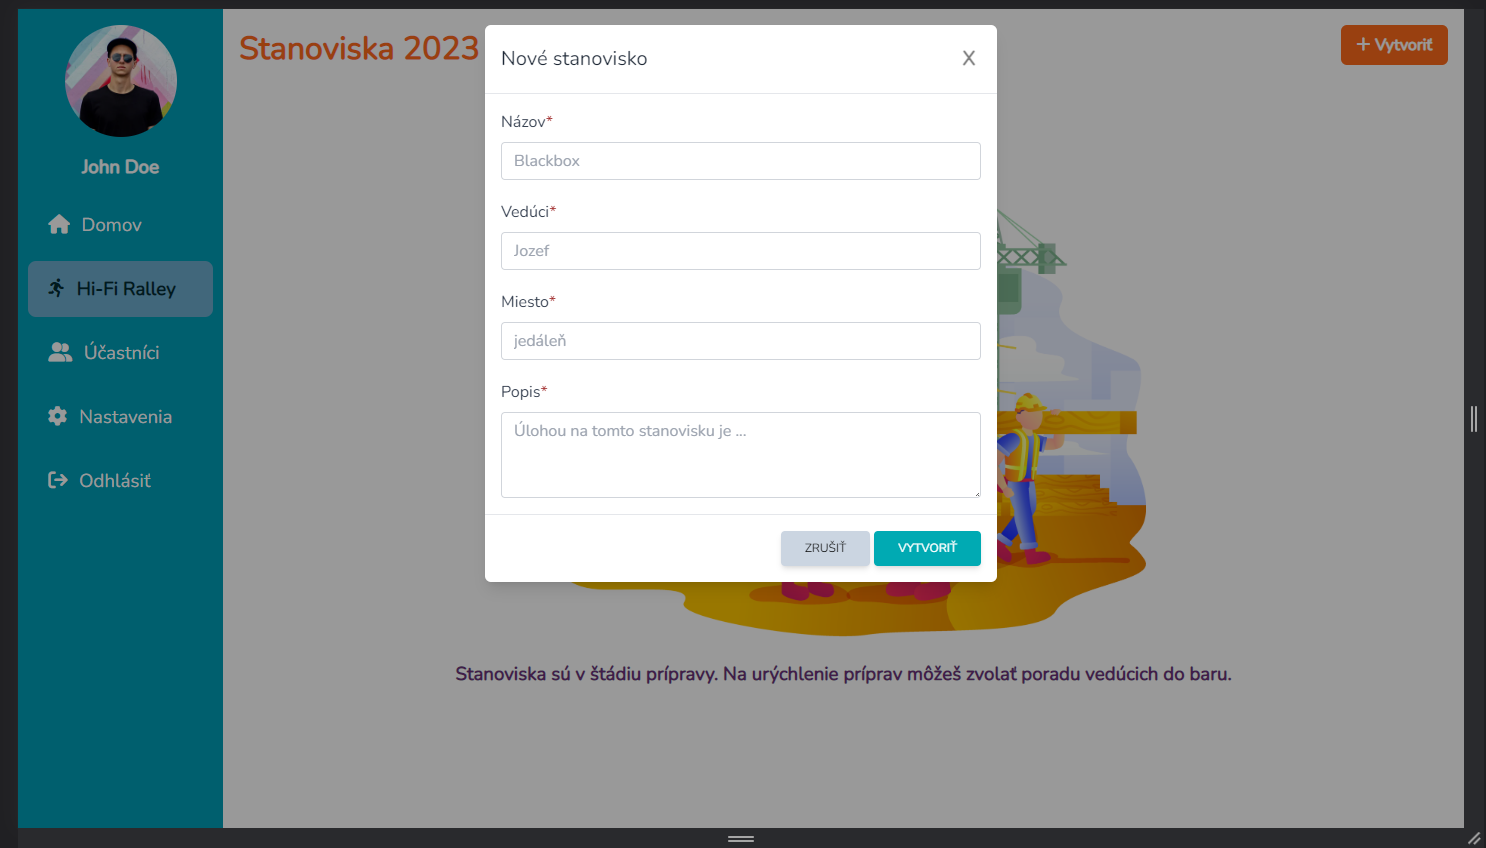 John Doe
Domov
Hi-Fi Ralley
Účastníci
Nastavenia
Odhlásiť
Stanoviska 2023
+ Vytvoriť
Nové stanovisko
X
Názov*
Blackbox
Vedúci*
Jozef
Miesto*
jedáleň
Popis*
Úlohou na tomto stanovisku je ...
ZRUŠIŤ
VYTVORIŤ
Stanoviska sú v štádiu prípravy. Na urýchlenie príprav môžeš zvolať poradu vedúcich do baru.